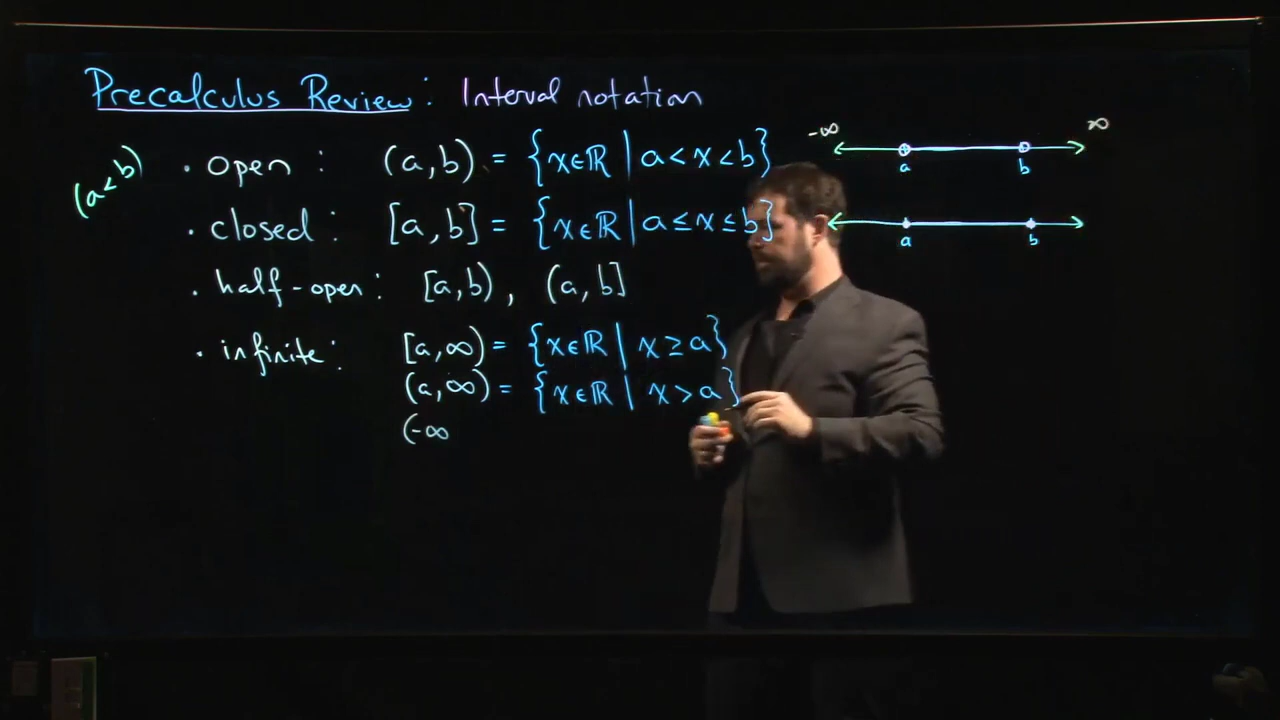 Precalculus Review: Interval notation
(a<b)
• open: (a,b) = {x∈ℝ | a<x<b}
-∞ ∞
a b
• closed: [a,b] = {x∈ℝ | a≤x≤b}
a b
• half-open: [a,b), (a,b]
• infinite: [a,∞) = {x∈ℝ | x≥a}
(a,∞) = {x∈ℝ | x>a}
(-∞